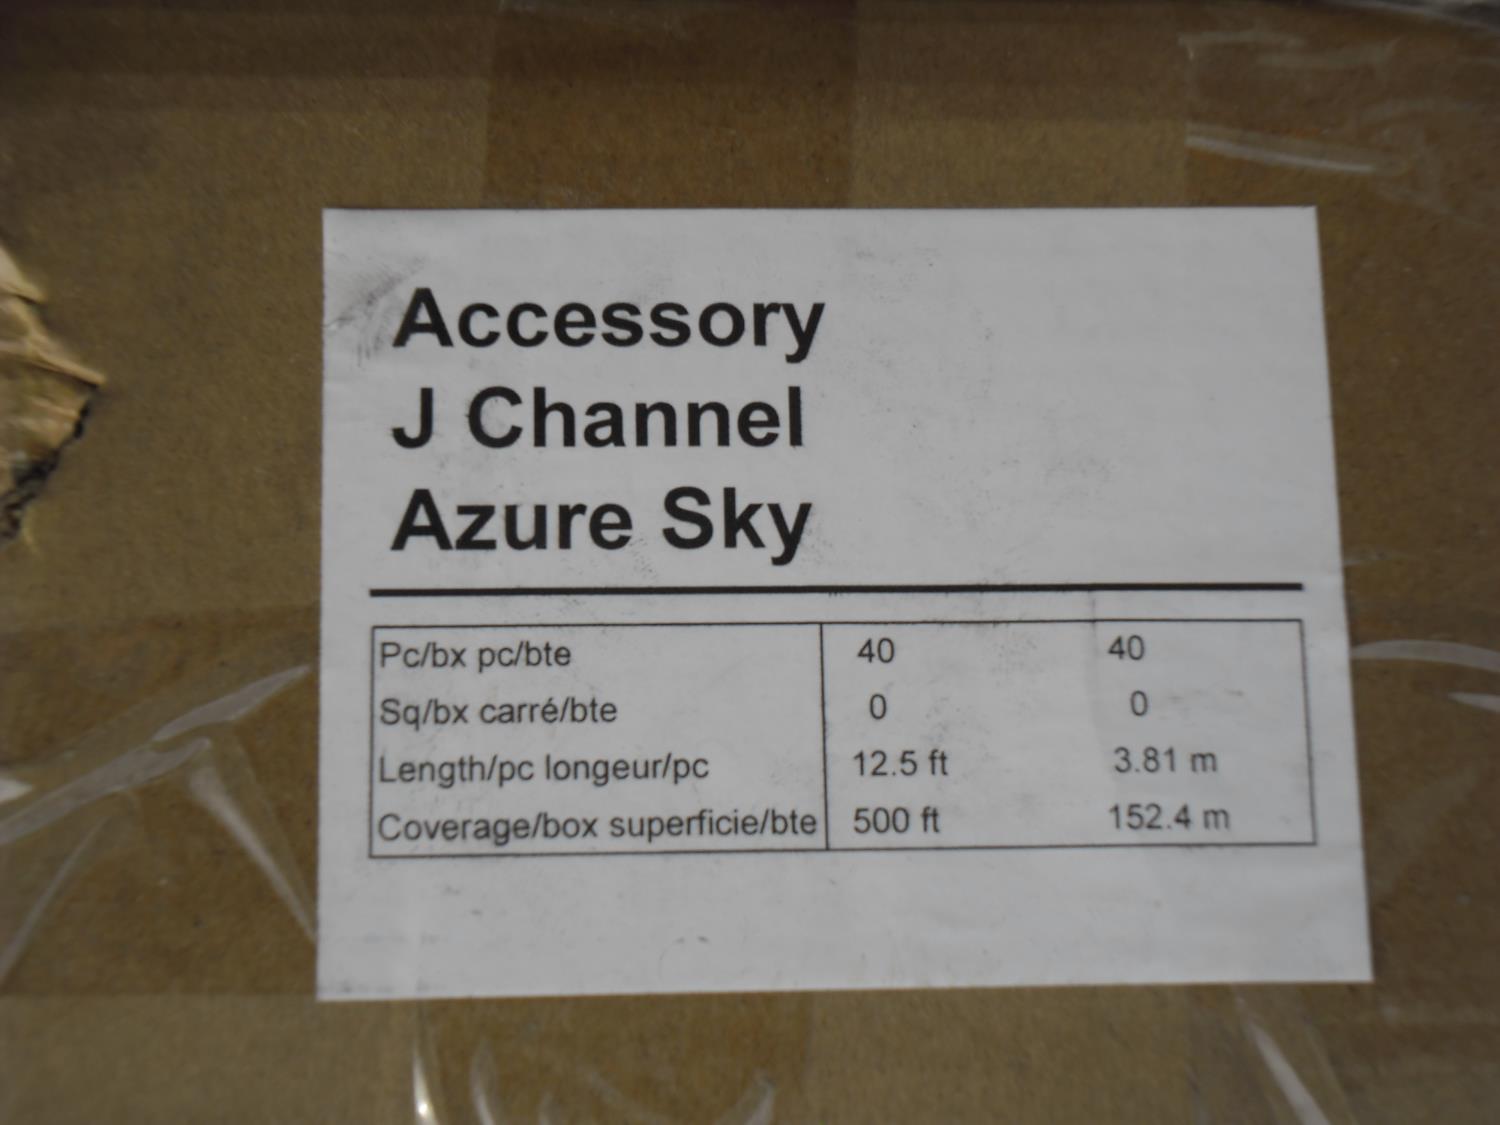 Accessory
J Channel
Azure Sky
Pc/bx pc/bte 40 40
Sq/bx carré/bte 0 0
Length/pc longeur/pc 12.5 ft 3.81 m
Coverage/box superficie/bte 500 ft 152.4 m